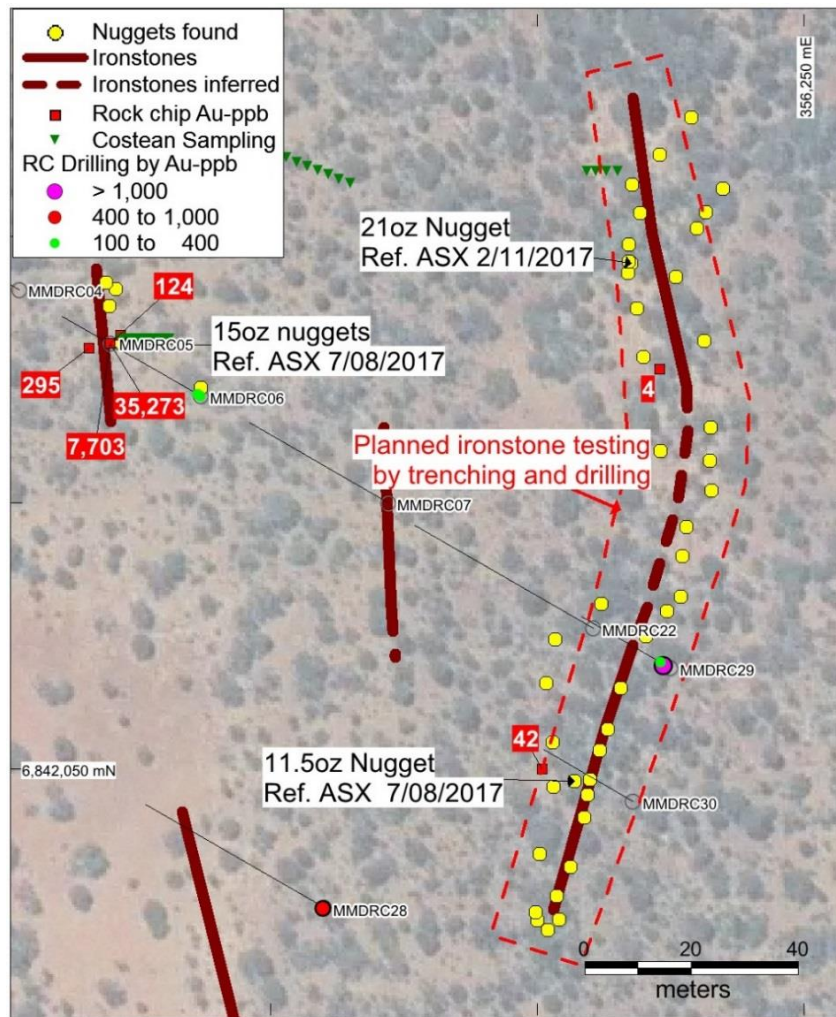 Nuggets found
Ironstones
Ironstones inferred
Rock chip Au-ppb
Costean Sampling
RC Drilling by Au-ppb
> 1,000
400 to 1,000
100 to 400
356,250 mE
21oz Nugget
Ref. ASX 2/11/2017
MMDRC04
124
MMDRC05
15oz nuggets
Ref. ASX 7/08/2017
295
35,273
MMDRC06
4
7,703
Planned ironstone testing
by trenching and drilling
MMDRC07
MMDRC22
MMDRC29
42
11.5oz Nugget
Ref. ASX 7/08/2017
6,842,050 mN
MMDRC30
MMDRC28
0 20 40
meters